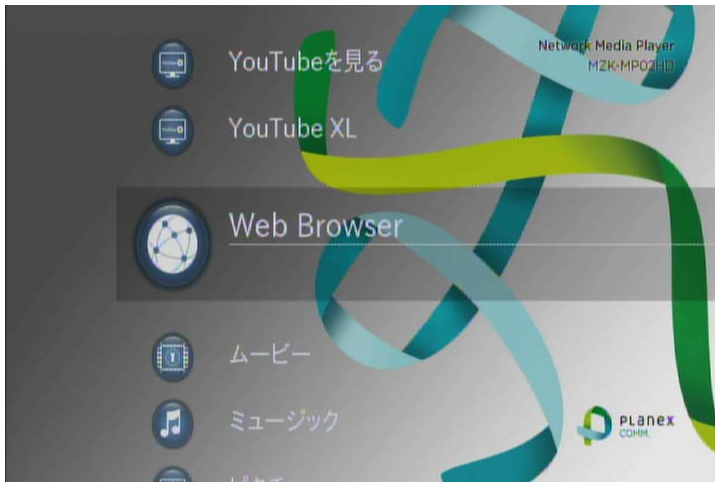 YouTubeを見る
Network Media Player
MZK-MP02HD
YouTube XL
Web Browser
ムービー
ミュージック
PLANEX
COMM.